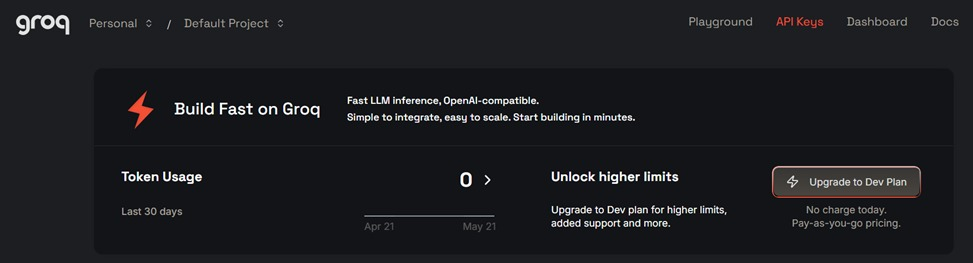 groq Personal / Default Project Playground API Keys Dashboard Docs
Build Fast on Groq
Fast LLM inference, OpenAI-compatible.
Simple to integrate, easy to scale. Start building in minutes.
Token Usage
0
Last 30 days
Apr 21 May 21
Unlock higher limits
Upgrade to Dev plan for higher limits,
added support and more.
Upgrade to Dev Plan
No charge today.
Pay-as-you-go pricing.